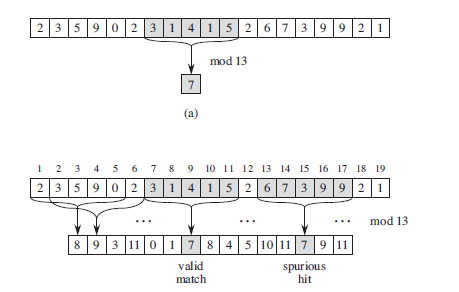 2 3 5 9 0 2 3 1 4 1 5 2 6 7 3 9 9 2 1
mod 13
7
(a)
1 2 3 4 5 6 7 8 9 10 11 12 13 14 15 16 17 18 19
2 3 5 9 0 2 3 1 4 1 5 2 6 7 3 9 9 2 1
... ... ... mod 13
8 9 3 11 0 1 7 8 4 5 10 11 7 9 11
valid spurious
match hit